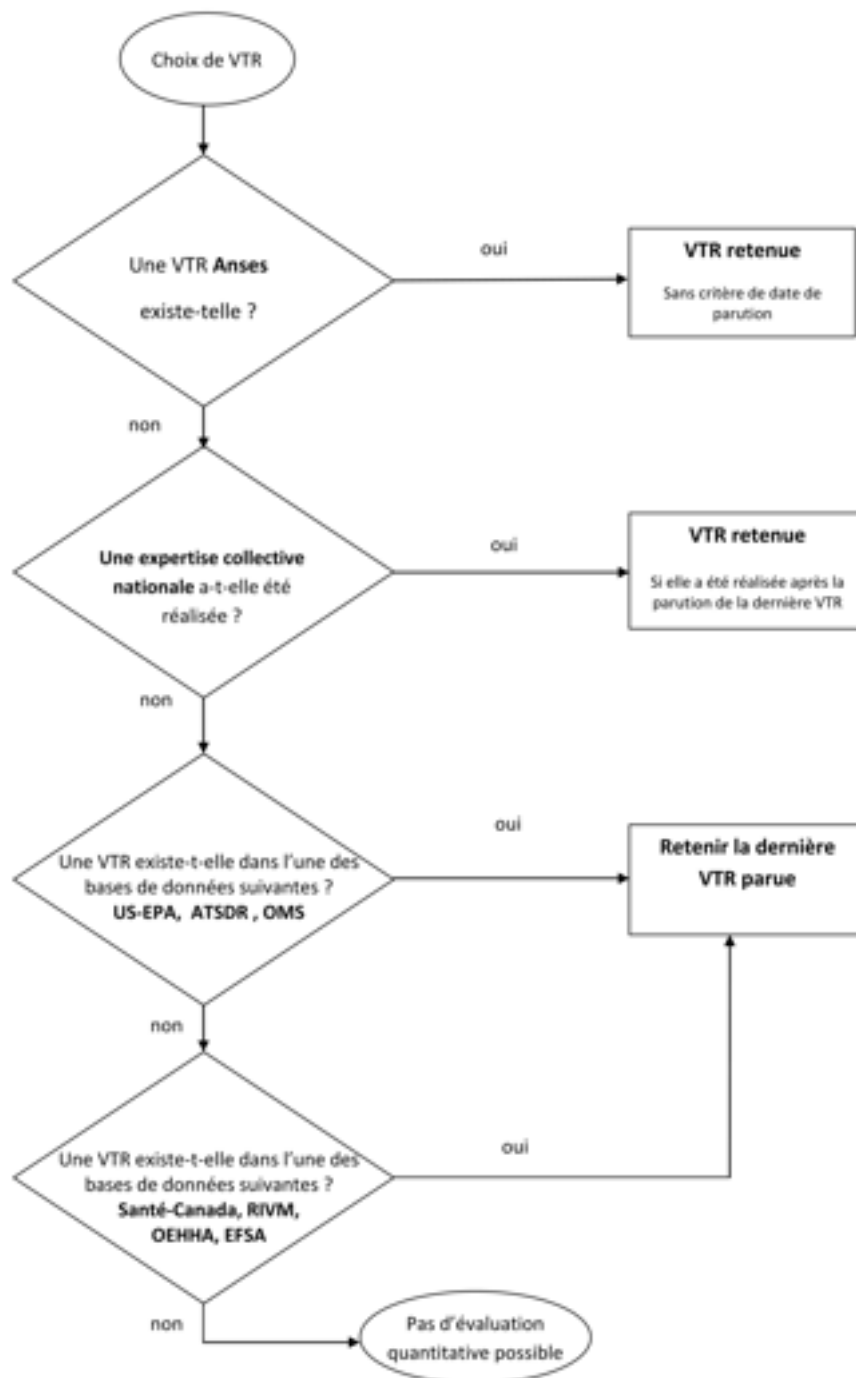 Choix de VTR
Une VTR Anses
existe-telle ?
oui
VTR retenue
Sans critère de date de
parution
non
Une expertise collective
nationale a-t-elle été
réalisée ?
oui
VTR retenue
Si elle a été réalisée après la
parution de la dernière VTR
non
Une VTR existe-t-elle dans l'une des
bases de données suivantes ?
US-EPA, ATSDR , OMS
oui
Retenir la dernière
VTR parue
non
Une VTR existe-t-elle dans l'une des
bases de données suivantes ?
Santé-Canada, RIVM,
OEHHA, EFSA
oui
non
Pas d'évaluation
quantitative possible